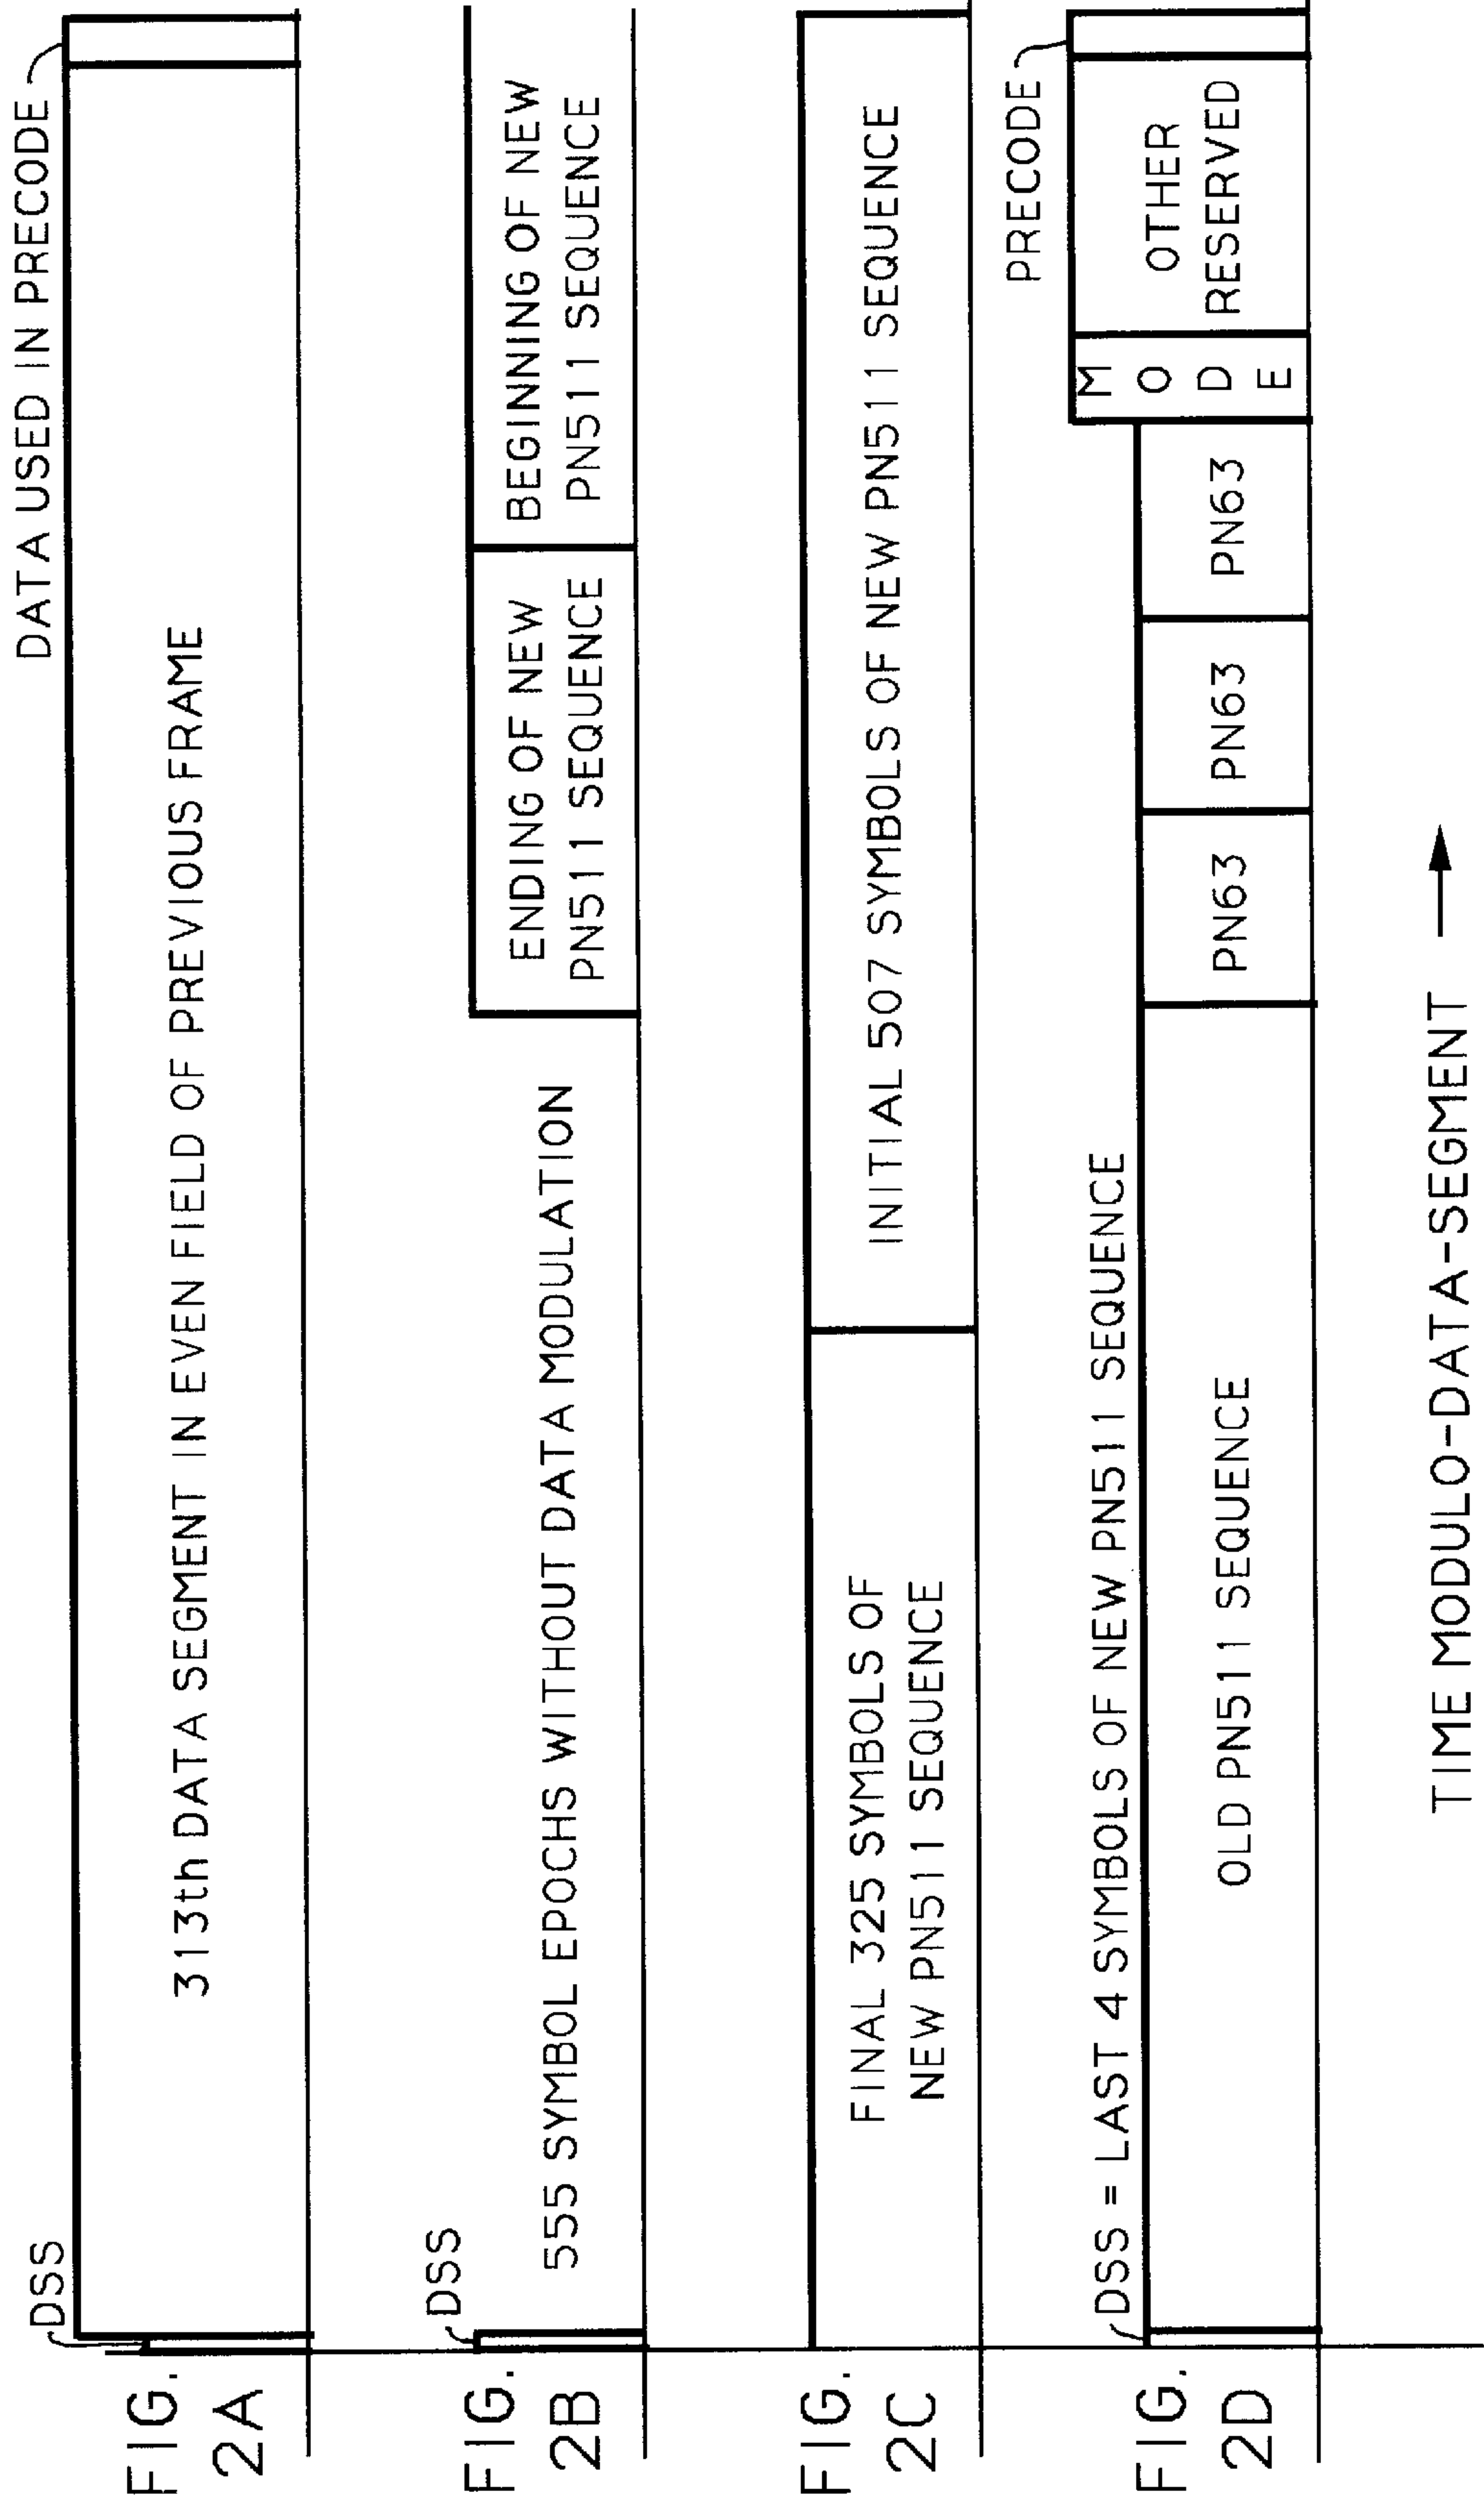 DATA USED IN PRECODE
DSS
FIG.
2A
313th DATA SEGMENT IN EVEN FIELD OF PREVIOUS FRAME
DSS
FIG.
2B
555 SYMBOL EPOCHS WITHOUT DATA MODULATION
ENDING OF NEW
PN511 SEQUENCE
BEGINNING OF NEW
PN511 SEQUENCE
FIG.
2C
FINAL 325 SYMBOLS OF
NEW PN511 SEQUENCE
INITIAL 507 SYMBOLS OF NEW PN511 SEQUENCE
PRECODE
DSS = LAST 4 SYMBOLS OF NEW PN511 SEQUENCE
FIG.
2D
OLD PN511 SEQUENCE
PN63
PN63
PN63
M
O
D
E
OTHER
RESERVED
TIME MODULO-DATA-SEGMENT